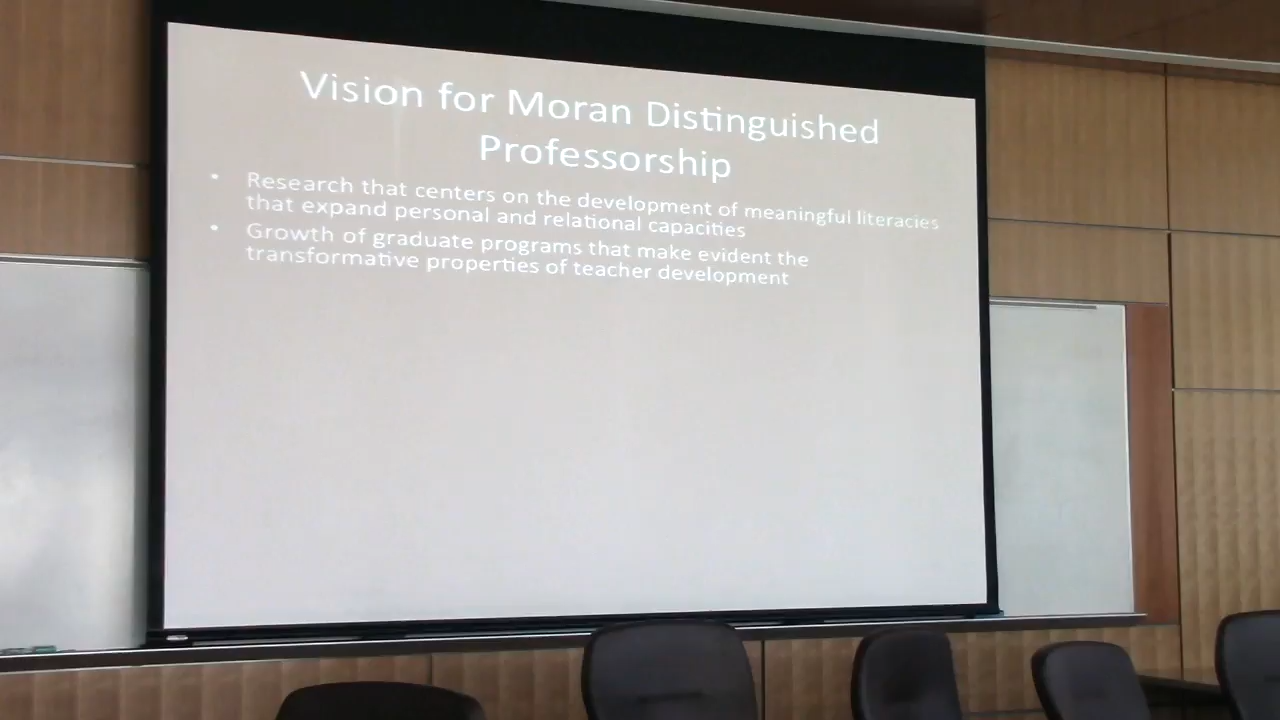 Vision for Moran Distinguished
Professorship
• Research that centers on the development of meaningful literacies
that expand personal and relational capacities
• Growth of graduate programs that make evident the
transformative properties of teacher development